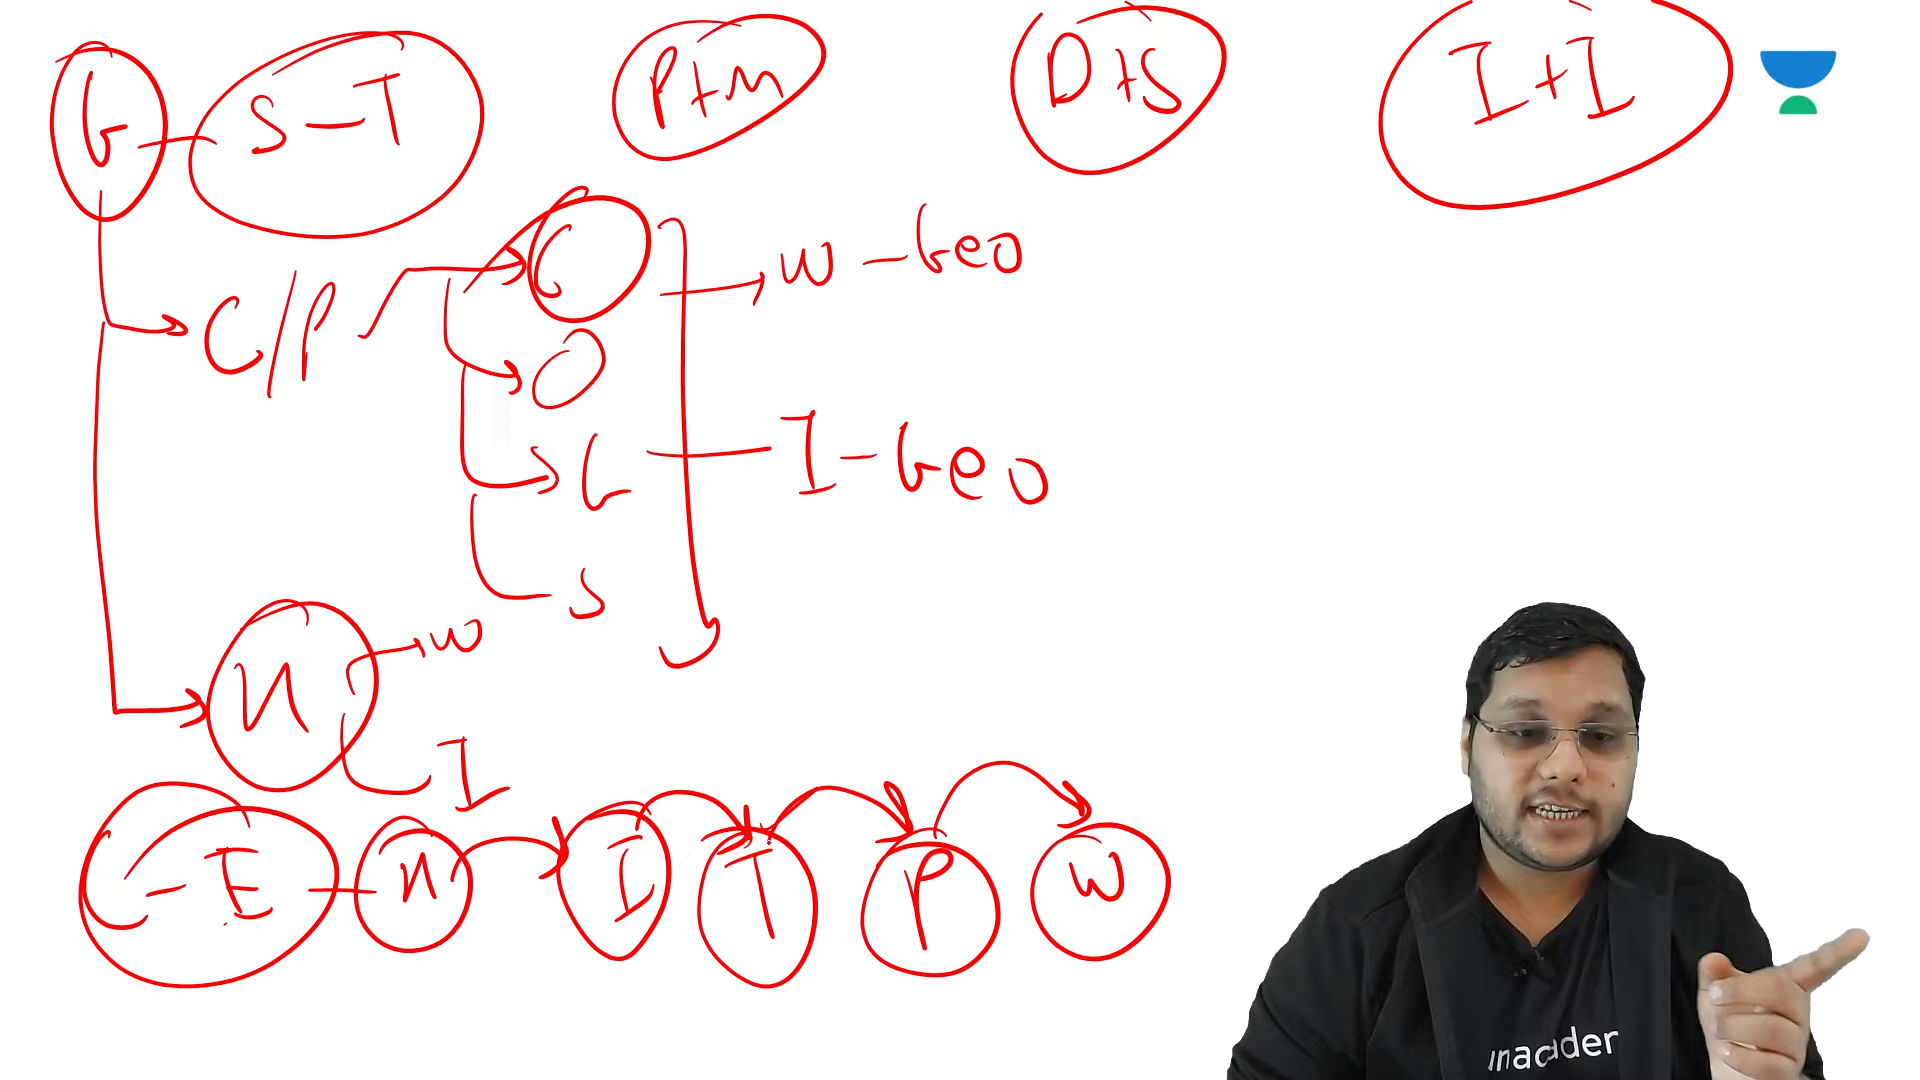 G S-T P+M D+S I+I
C/P C W-Geo
O
G I-Geo
S
W
I
-E I T P W
unacader